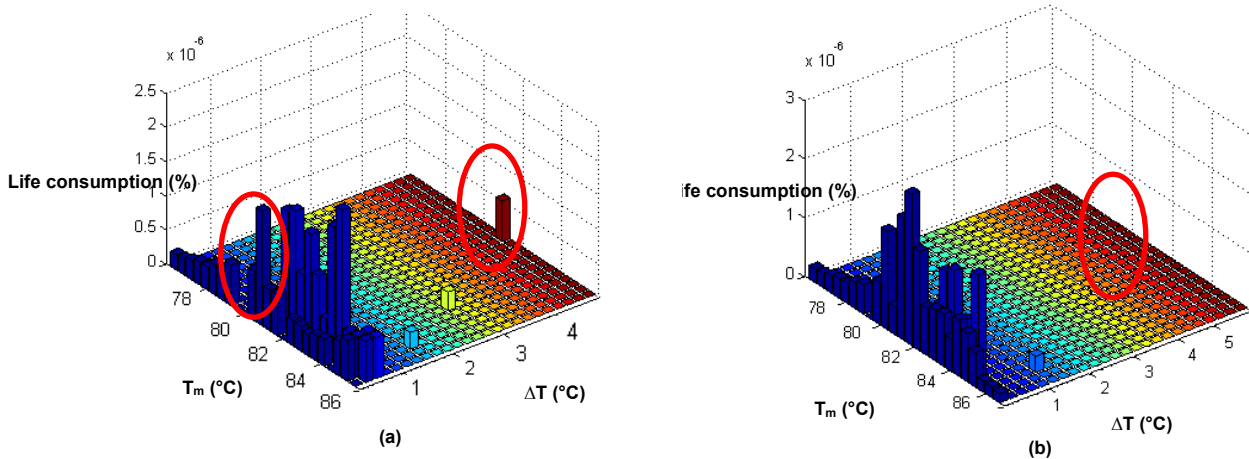 x 10⁻⁶
2.5
2
1.5
1
0.5
0
Life consumption (%)
78
80
82
84
86
Tₘ (°C)
1
2
3
4
ΔT (°C)
(a)
x 10⁻⁶
3
2
1
0
ife consumption (%)
78
80
82
84
86
Tₘ (°C)
1
2
3
4
5
ΔT (°C)
(b)